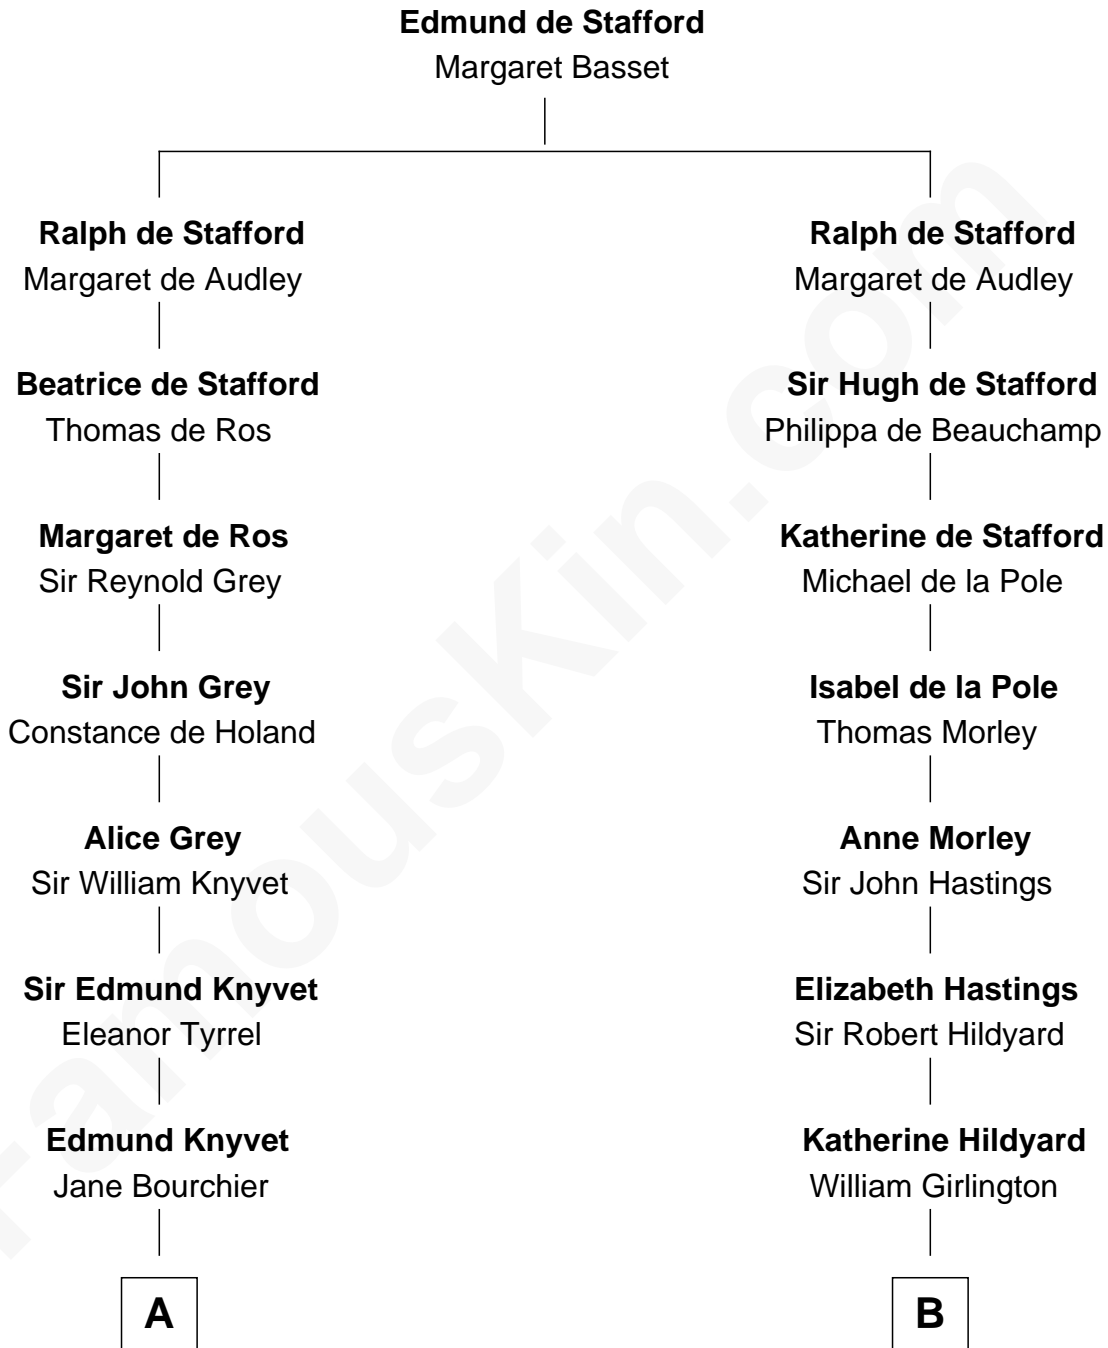 Edmund de Stafford
Margaret Basset
Ralph de Stafford
Margaret de Audley
Beatrice de Stafford
Thomas de Ros
Margaret de Ros
Sir Reynold Grey
Sir John Grey
Constance de Holand
Alice Grey
Sir William Knyvet
Sir Edmund Knyvet
Eleanor Tyrrel
Edmund Knyvet
Jane Bourchier
A
Ralph de Stafford
Margaret de Audley
Sir Hugh de Stafford
Philippa de Beauchamp
Katherine de Stafford
Michael de la Pole
Isabel de la Pole
Thomas Morley
Anne Morley
Sir John Hastings
Elizabeth Hastings
Sir Robert Hildyard
Katherine Hildyard
William Girlington
B
FamousKin.com